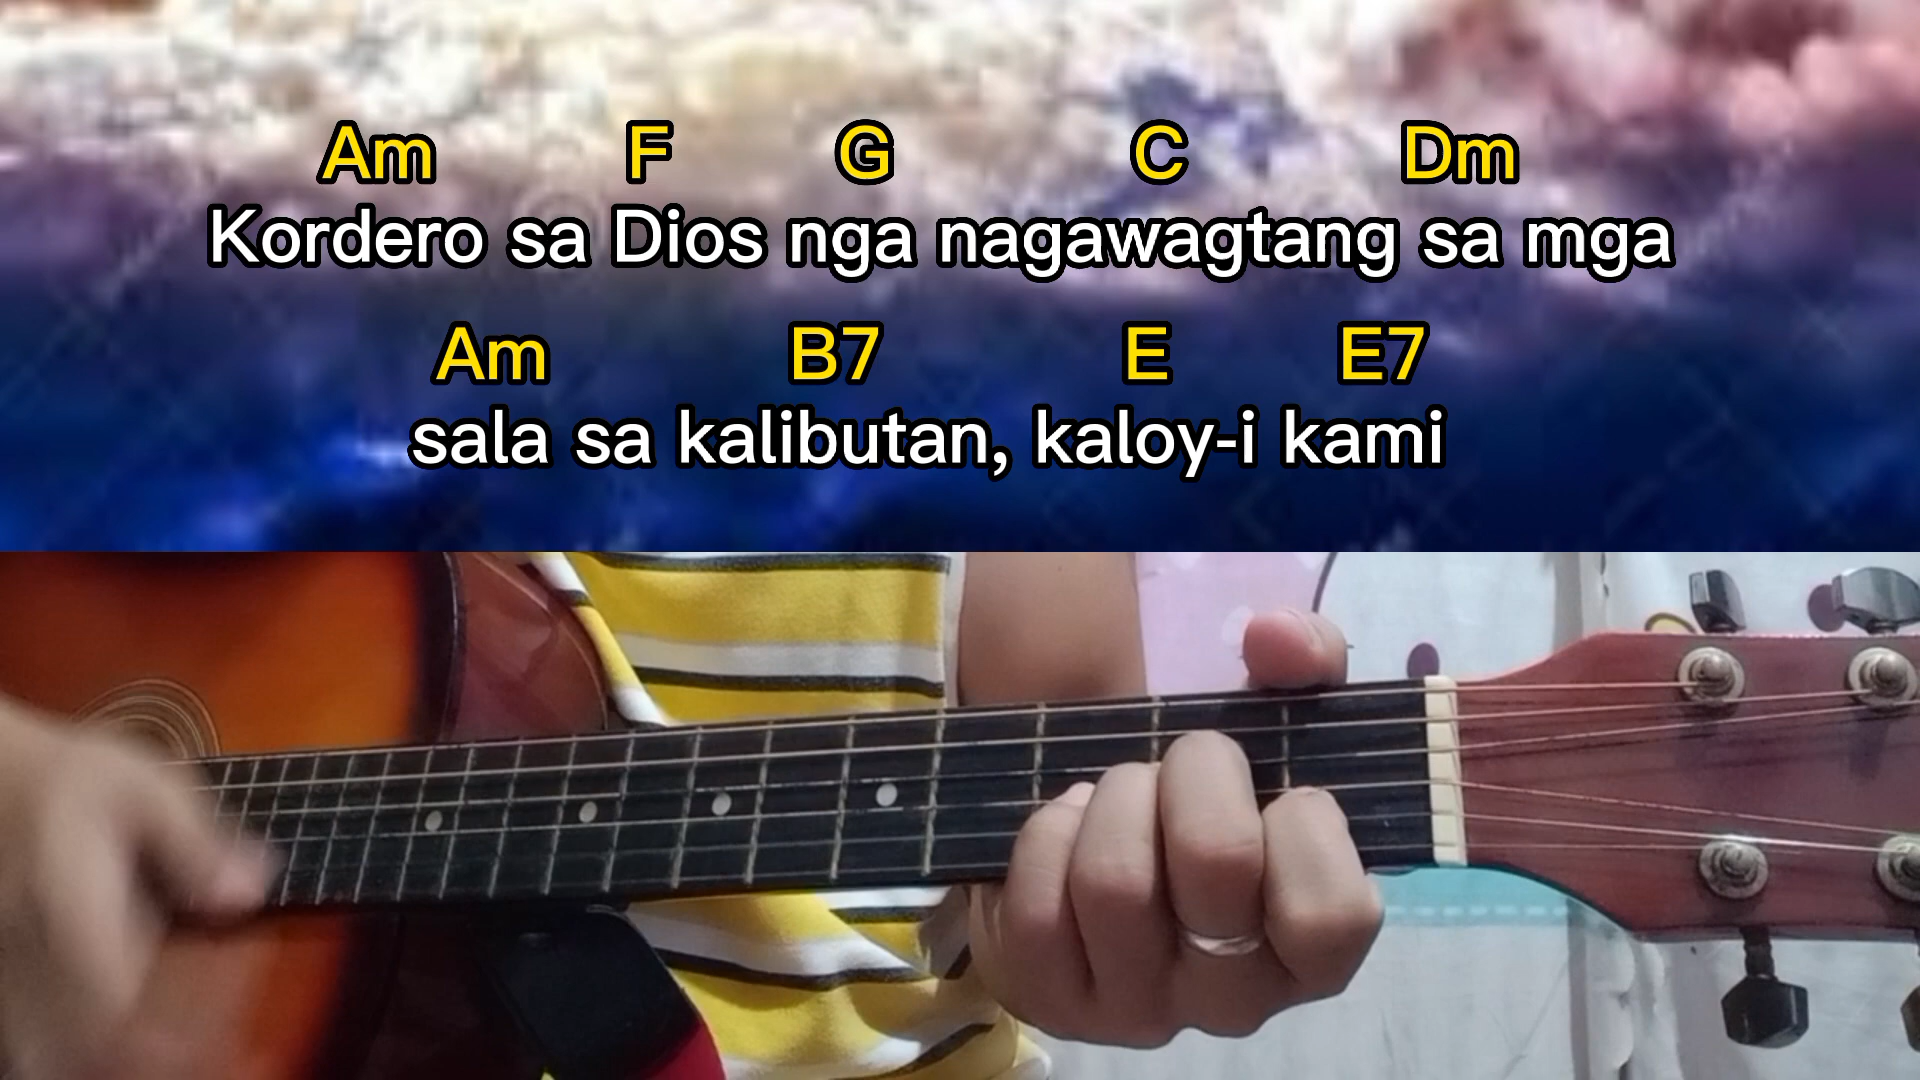 Am F G C Dm
Kordero sa Dios nga nagawagtang sa mga
Am B7 E E7
sala sa kalibutan, kaloy-i kami